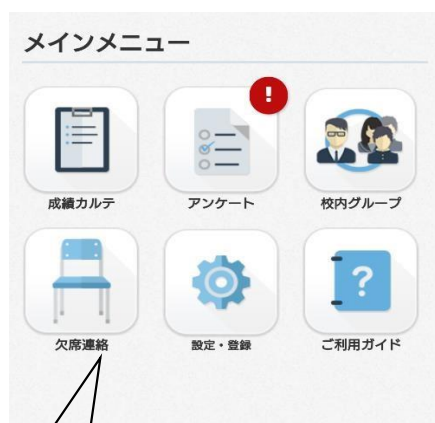 メインメニュー
!
成績カルテ
アンケート
校内グループ
?
欠席連絡
設定・登録
ご利用ガイド